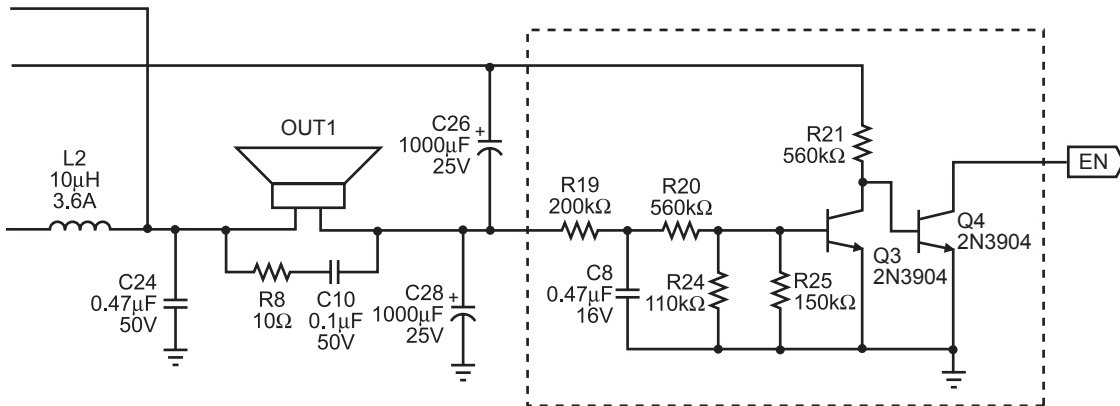 OUT1
L2
10μH
3.6A
C24
0.47μF
50V
R8
10Ω
C10
0.1μF
50V
C26
1000μF
25V
+
C28
1000μF
25V
+
R19
200kΩ
R20
560kΩ
C8
0.47μF
16V
R24
110kΩ
R25
150kΩ
R21
560kΩ
Q3
2N3904
Q4
2N3904
EN